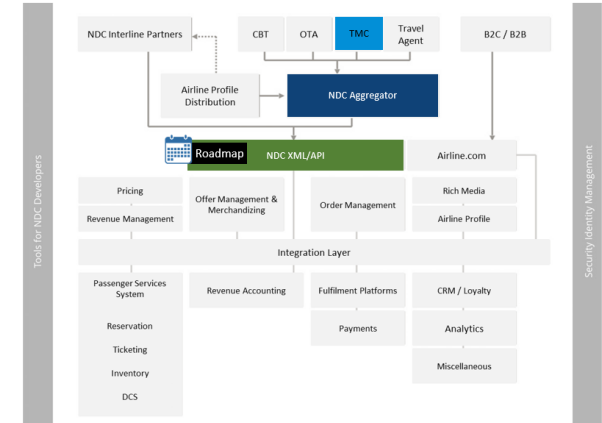 NDC Interline Partners
CBT
OTA
TMC
Travel
Agent
B2C / B2B
Airline Profile
Distribution
NDC Aggregator
Roadmap
NDC XML/API
Airline.com
Tools for NDC Developers
Security Identity Management
Pricing
Offer Management &
Merchandizing
Order Management
Rich Media
Revenue Management
Airline Profile
Integration Layer
Passenger Services
System
Revenue Accounting
Fulfilment Platforms
CRM / Loyalty
Reservation
Payments
Analytics
Ticketing
Miscellaneous
Inventory
DCS